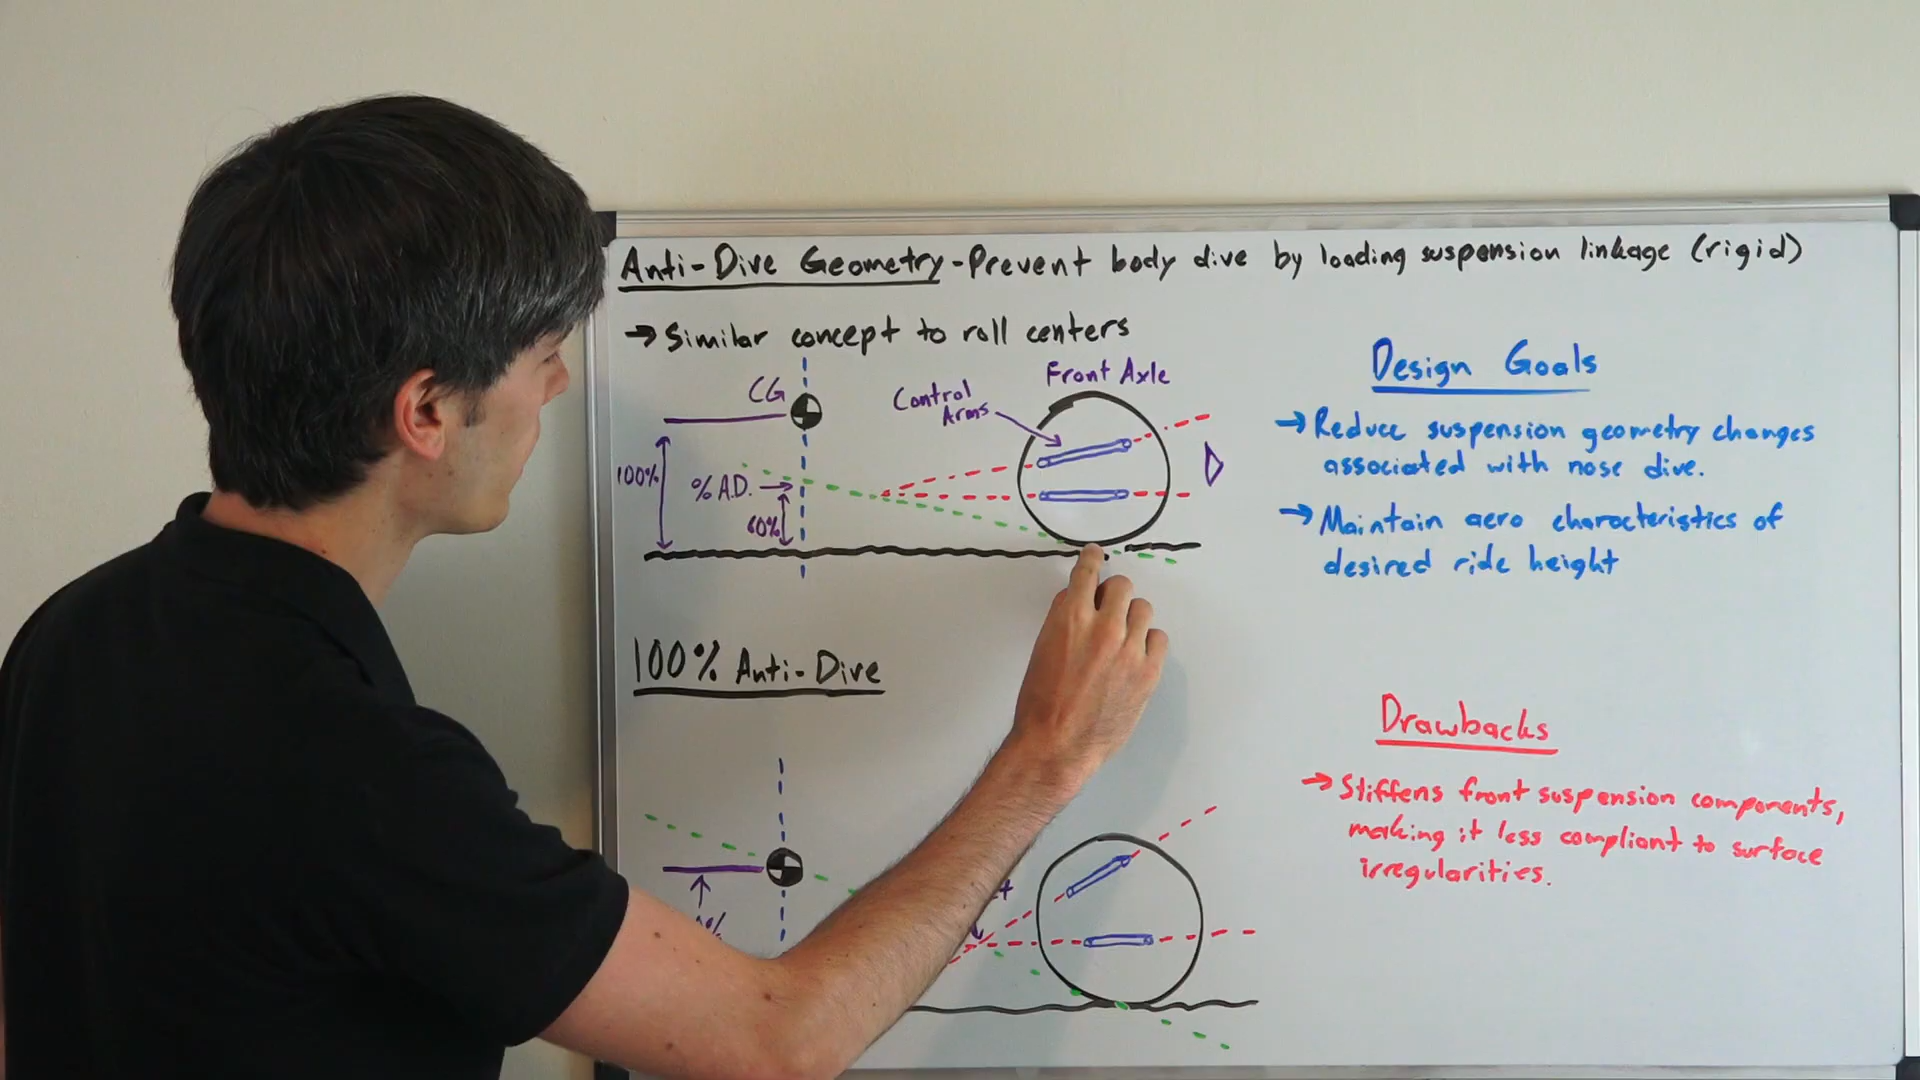 Anti-Dive Geometry - Prevent body dive by loading suspension linkage (rigid)
→ Similar concept to roll centers
CG
Control
Arms
Front Axle
100%
% A.D. →
60%
Design Goals
→ Reduce suspension geometry changes
associated with nose dive.
→ Maintain aero characteristics of
desired ride height
100% Anti-Dive
Drawbacks
→ Stiffens front suspension components,
making it less compliant to surface
irregularities.